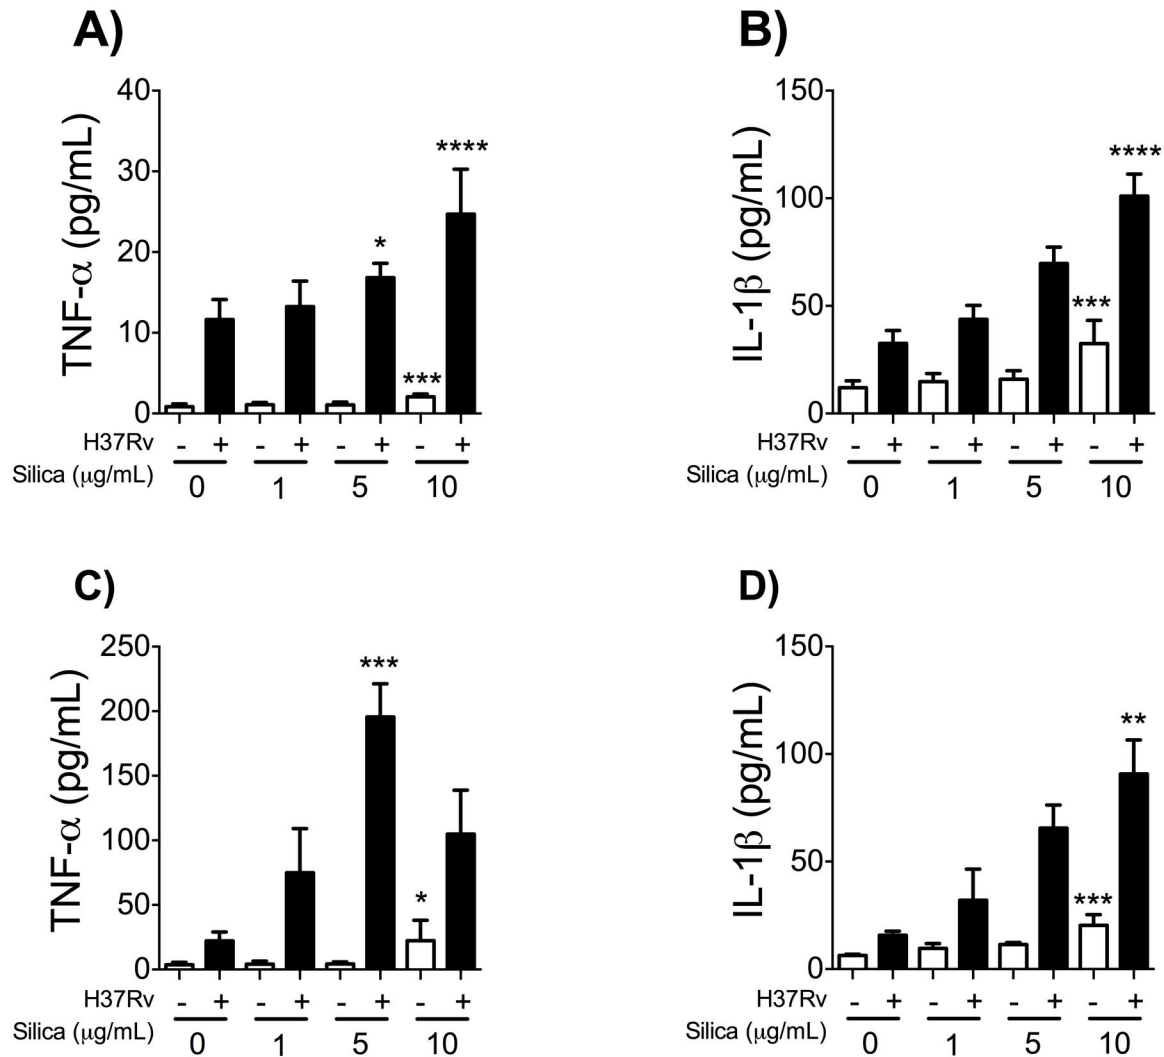 A)
TNF-α (pg/mL)
40
30
20
10
0
***
*
****
H37Rv - + - + - + - +
Silica (μg/mL) 0 1 5 10
B)
IL-1β (pg/mL)
150
100
50
0
***
****
H37Rv - + - + - + - +
Silica (μg/mL) 0 1 5 10
C)
TNF-α (pg/mL)
250
200
150
100
50
0
***
*
H37Rv - + - + - + - +
Silica (μg/mL) 0 1 5 10
D)
IL-1β (pg/mL)
150
100
50
0
***
**
H37Rv - + - + - + - +
Silica (μg/mL) 0 1 5 10